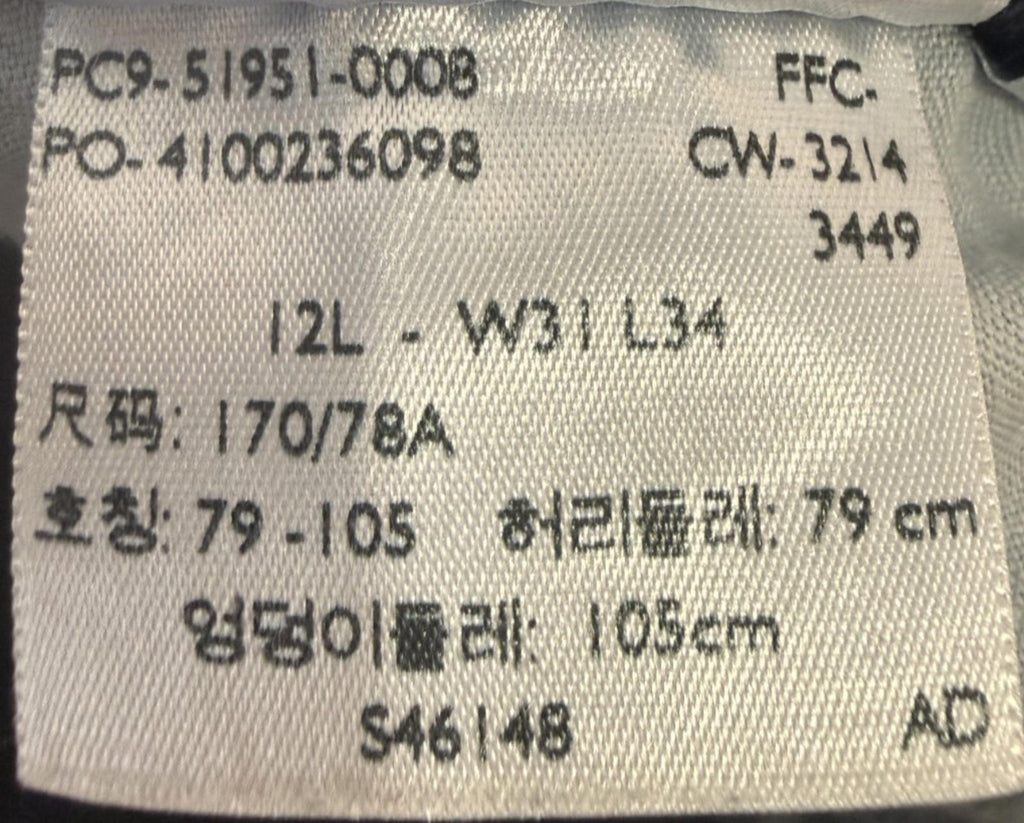 PC9-51951-0008 FFC-
PO-4100236098 CW-3214
3449
12L - W31 L34
尺码: 170/78A
호칭: 79-105 허리둘레: 79 cm
엉덩이둘레: 105cm
S46148 AD